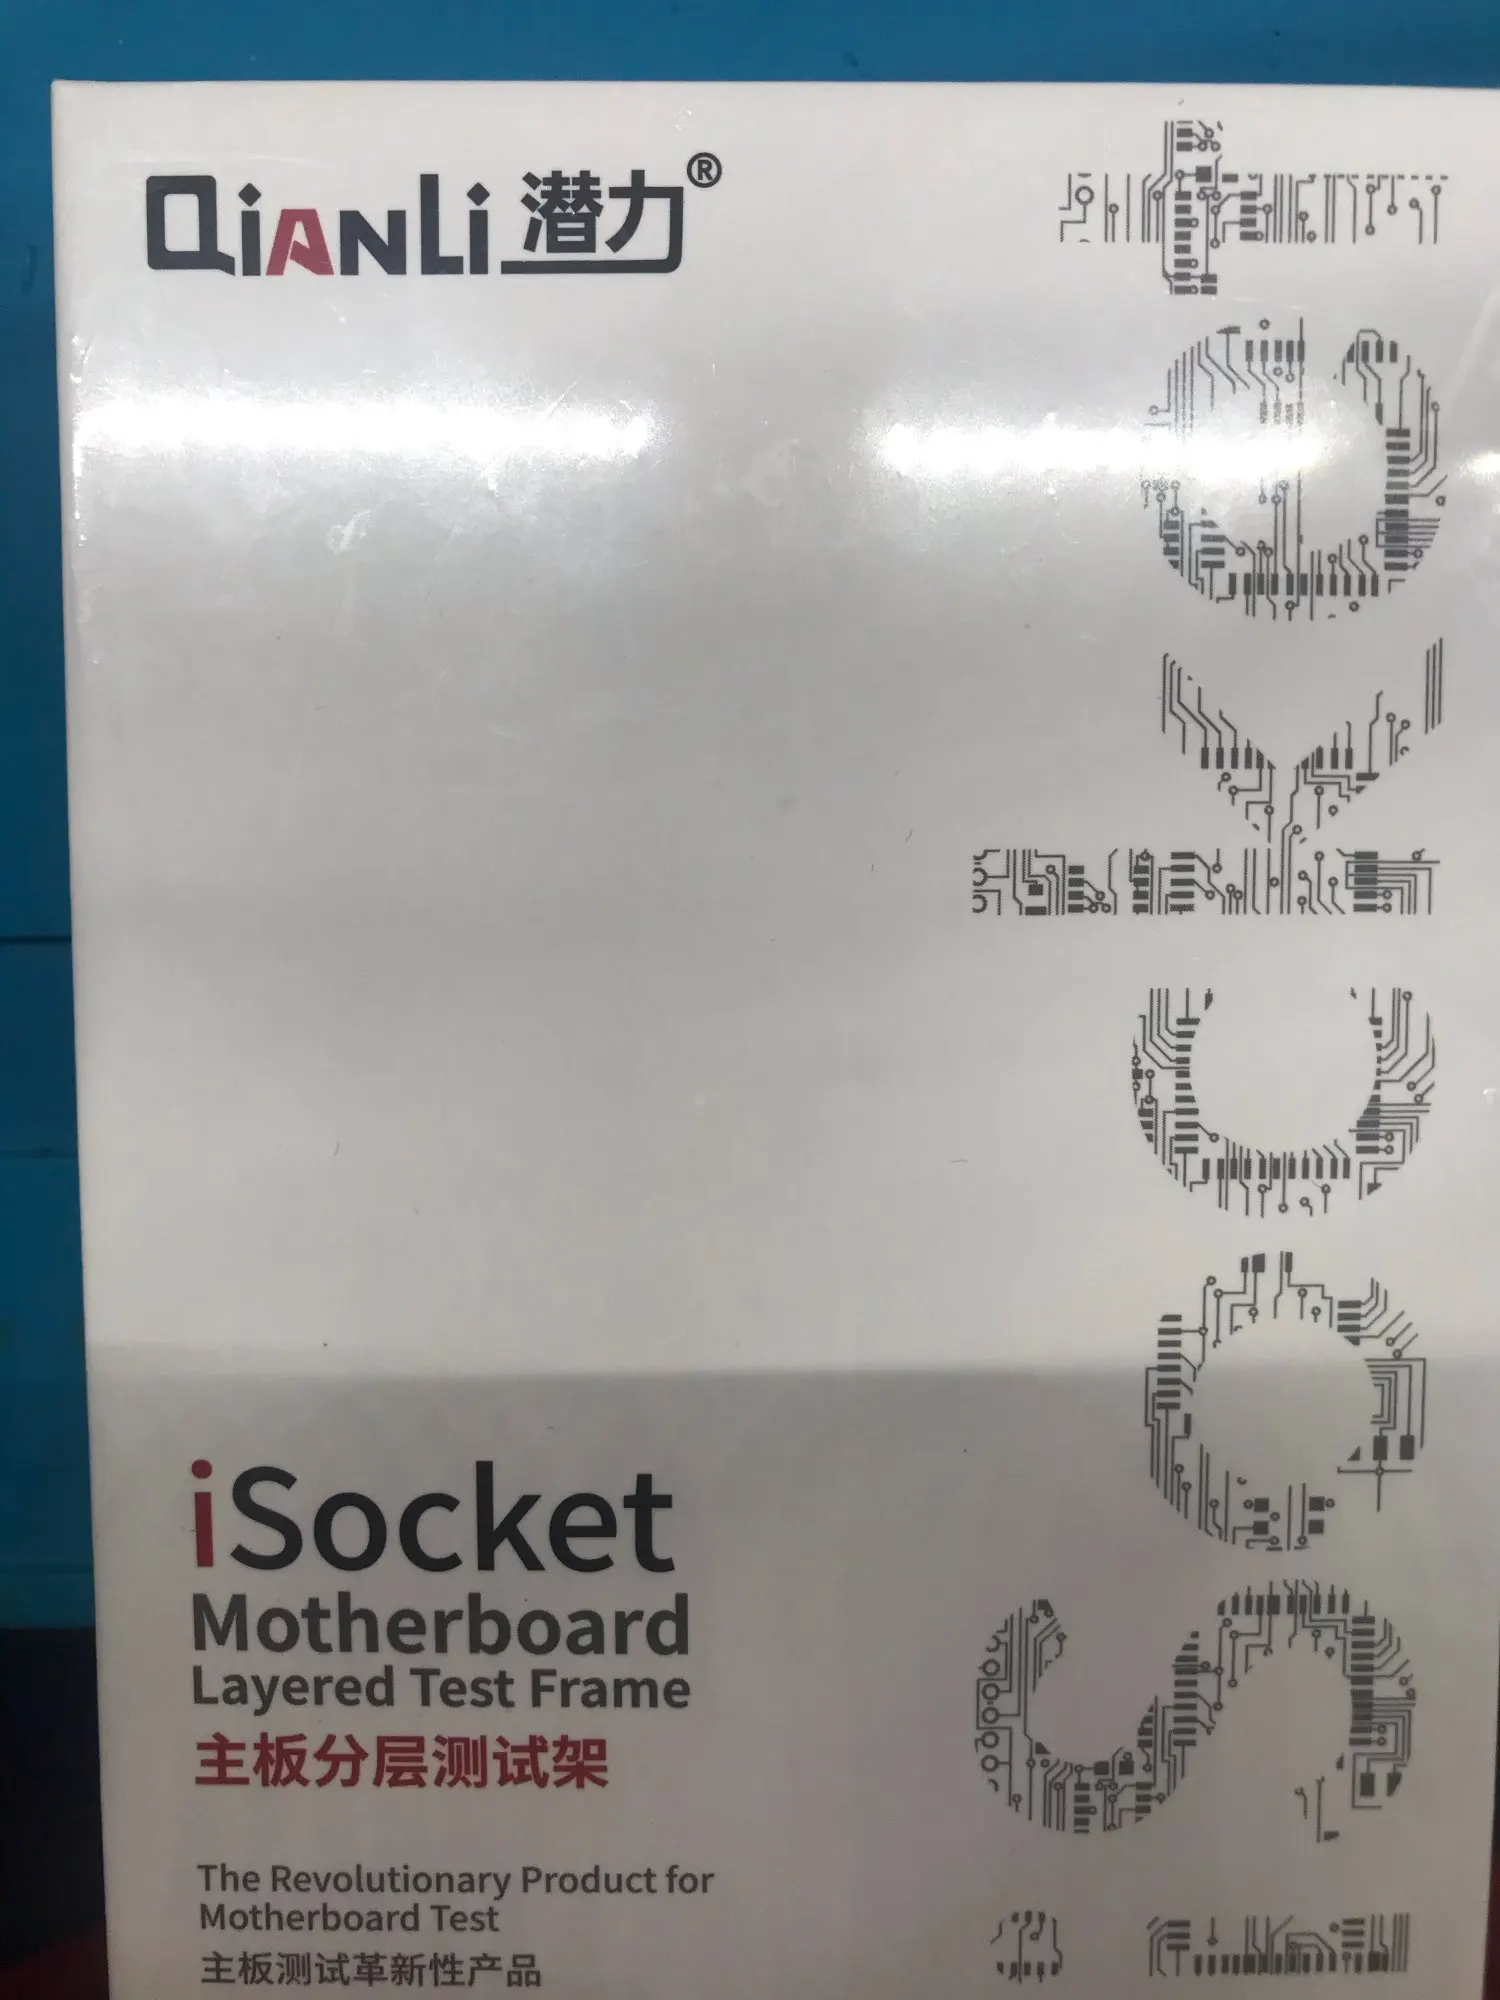 QiANLi 潜力®
iSocket
Motherboard
Layered Test Frame
主板分层测试架
The Revolutionary Product for
Motherboard Test
主板测试革新性产品
iSocket